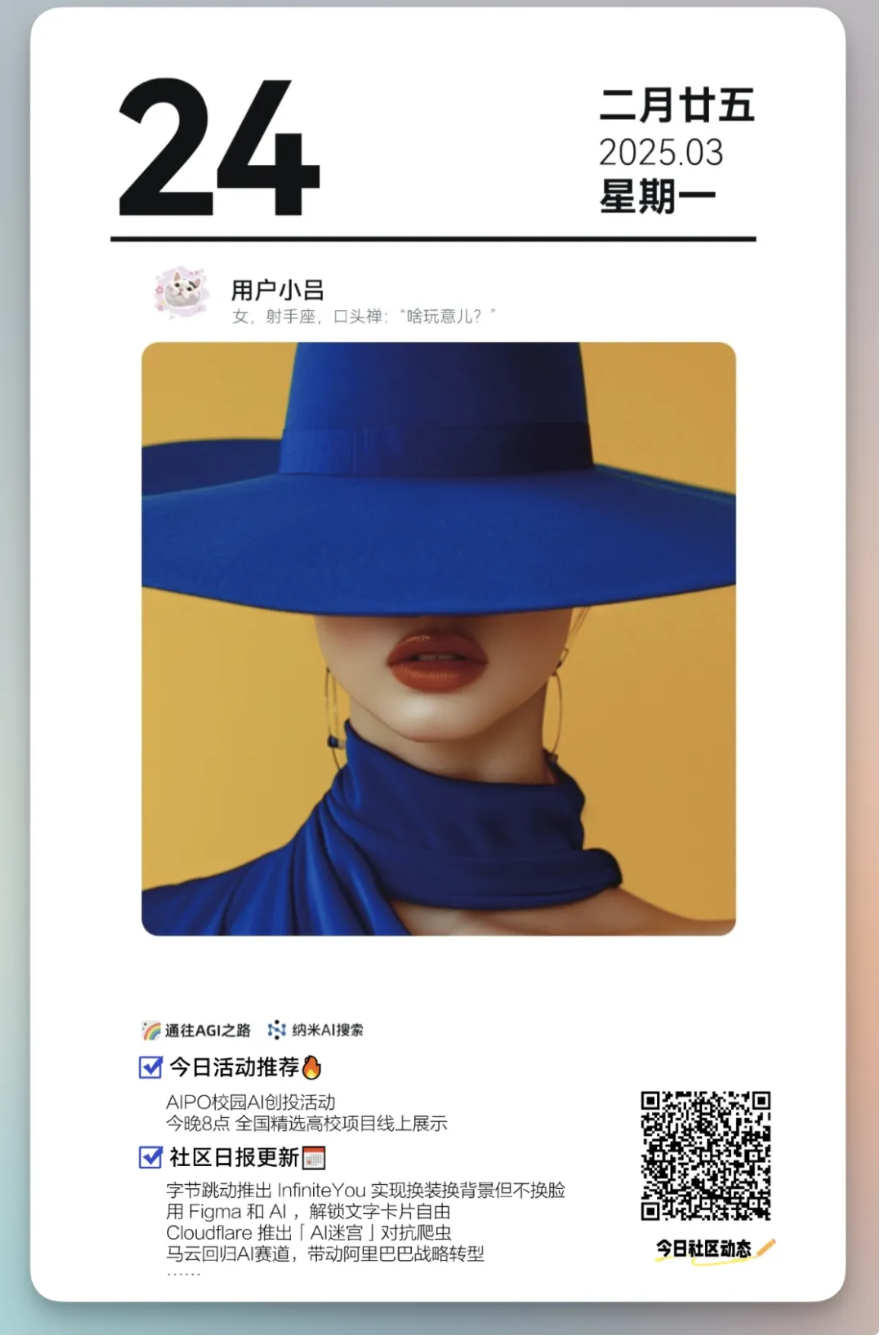 24
二月廿五
2025.03
星期一
用户小吕
女，射手座，口头禅：“啥玩意儿？”
通往AGI之路 纳米AI搜索
今日活动推荐
AIPO校园AI创投活动
今晚8点 全国精选高校项目线上展示
社区日报更新
字节跳动推出 InfiniteYou 实现换装换背景但不换脸
用 Figma 和 AI ，解锁文字卡片自由
Cloudflare 推出「AI迷宫」对抗爬虫
马云回归AI赛道，带动阿里巴巴战略转型
……
今日社区动态